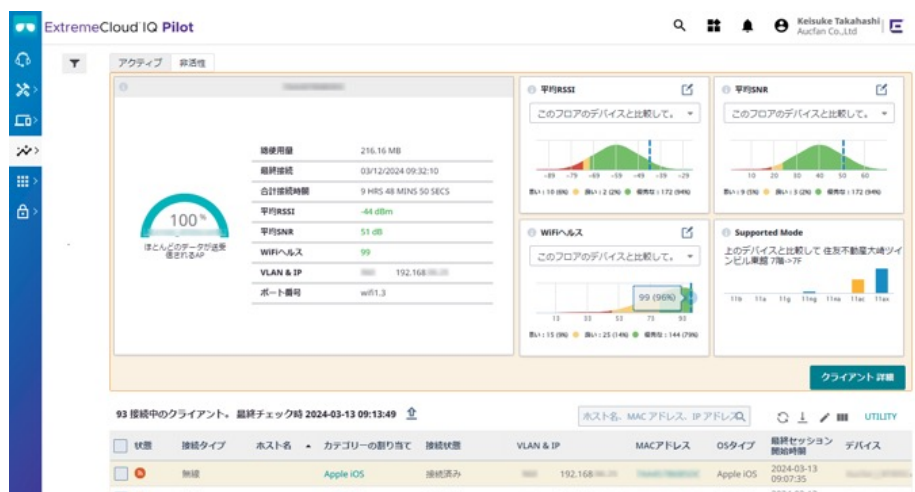 ExtremeCloud IQ Pilot
Keisuke Takahashi
Aucfan Co.,Ltd
アクティブ 非活性
総使用量 216.16 MB
最終接続 03/12/2024 09:32:10
合計接続時間 9 HRS 48 MINS 50 SECS
平均RSSI -44 dBm
平均SNR 51 dB
WiFiヘルス 99
VLAN & IP 192.168
ポート番号 wifi1.3
100%
ほとんどのデータが送受
信されるAP
平均RSSI
このフロアのデバイスと比較して。
-89 -79 -69 -59 -49 -39 -29
悪い : 10 (6%) 良い : 2 (2%) 優秀な : 172 (94%)
平均SNR
このフロアのデバイスと比較して。
10 20 30 40 50 60
悪い : 9 (5%) 良い : 3 (2%) 優秀な : 172 (94%)
WiFiヘルス
このフロアのデバイスと比較して。
99 (96%)
13 33 53 73 93
悪い : 15 (9%) 良い : 25 (14%) 優秀な : 144 (79%)
Supported Mode
上のデバイスと比較して 住友不動産大崎ツイ
ンビル東館 7階->7F
11b 11a 11g 11ng 11na 11ac 11ax
クライアント 詳細
93 接続中のクライアント。 最終チェック時 2024-03-13 09:13:49
ホスト名、MAC アドレス、IP アドレス
UTILITY
状態 接続タイプ ホスト名 カテゴリーの割り当て 接続状態 VLAN & IP MACアドレス OSタイプ 最終セッション開始時間 デバイス
無線 Apple iOS 接続済み 192.168 Apple iOS 2024-03-13
09:07:35